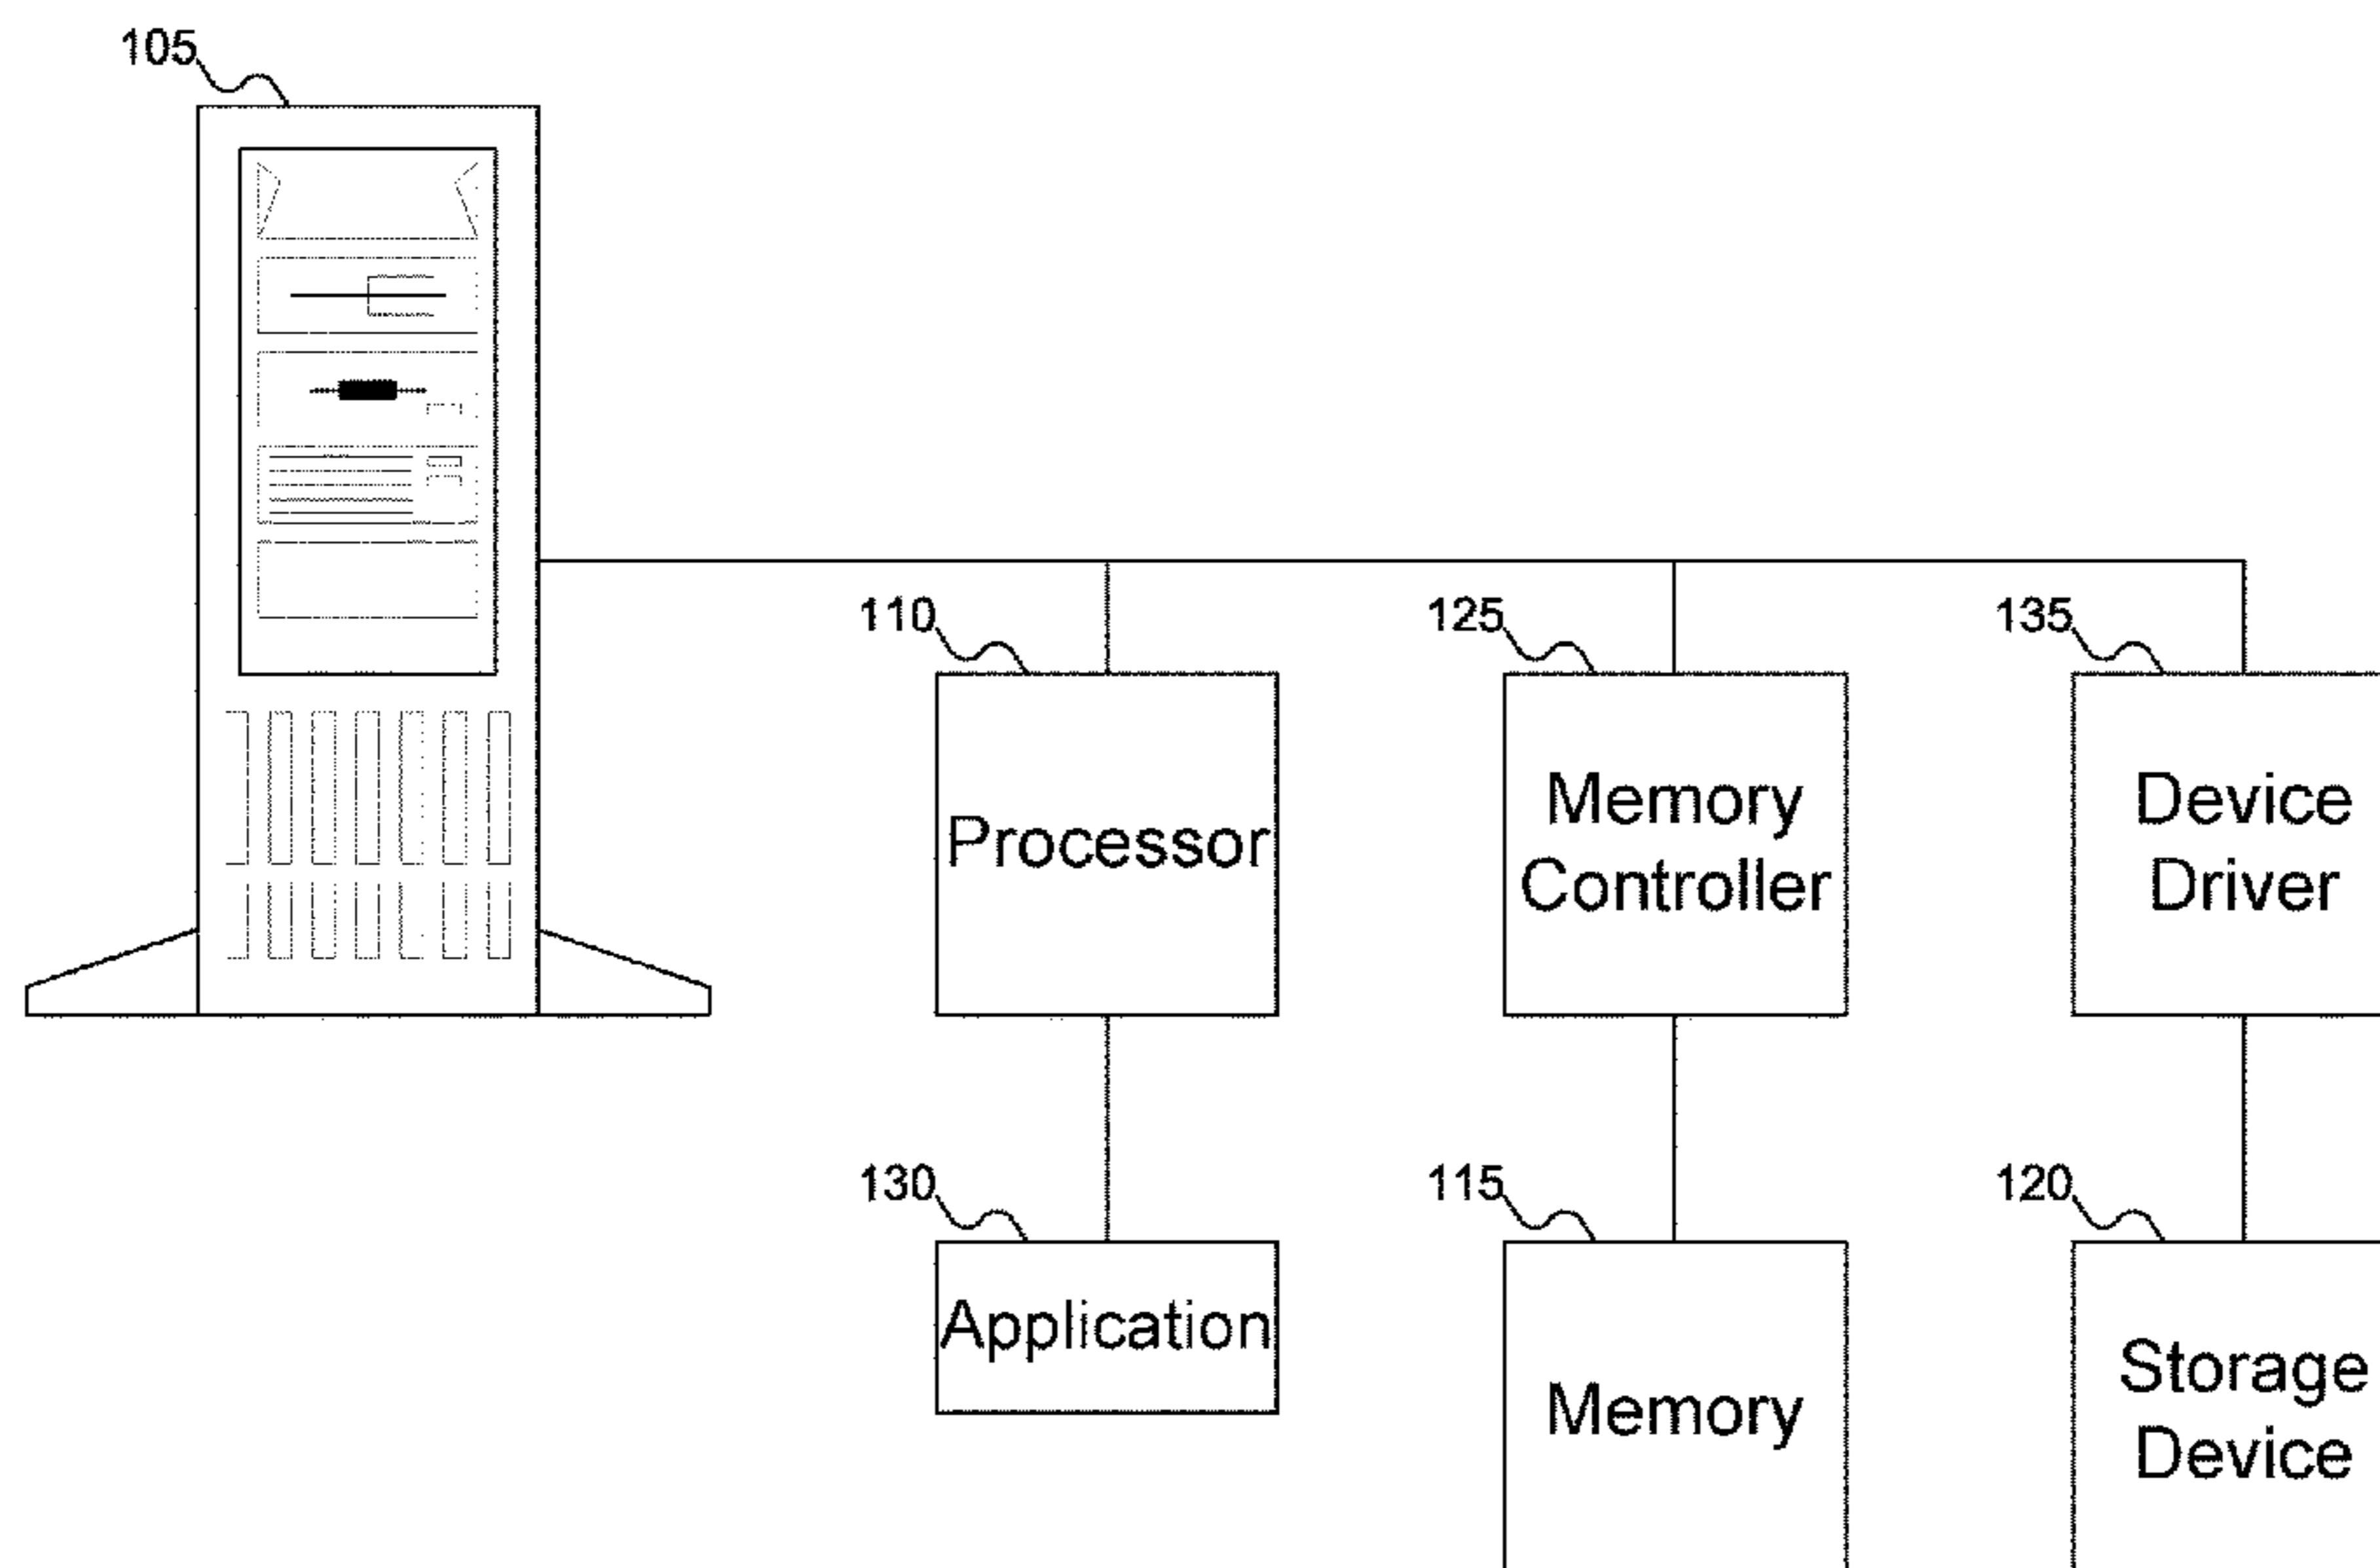 105
110
125
135
Processor
Memory
Controller
Device
Driver
130
115
120
Application
Memory
Storage
Device